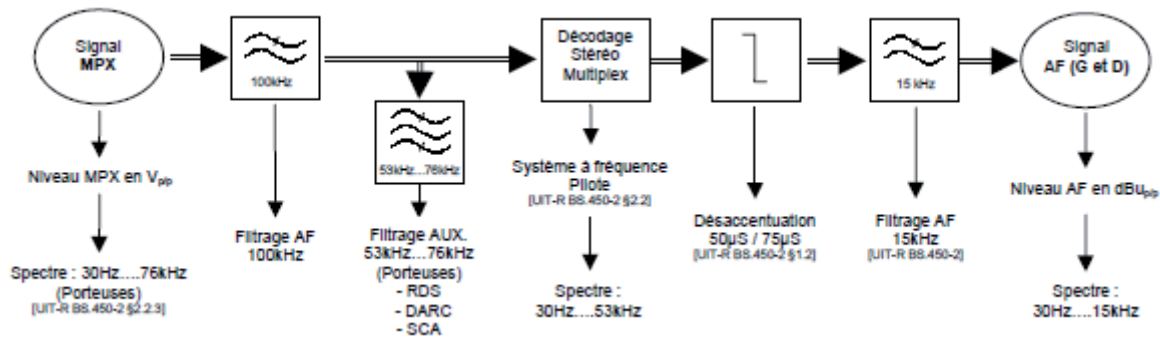 Signal
MPX
100kHz
53kHz...76kHz
Décodage
Stéréo
Multiplex
15 kHz
Signal
AF (G et D)
Niveau MPX en Vp/p
Spectre : 30Hz....76kHz
(Porteuses)
[UIT-R BS.450-2 §2.2.3]
Filtrage AF
100kHz
Filtrage AUX.
53kHz...76kHz
(Porteuses)
- RDS
- DARC
- SCA
Système à fréquence
Pilote
[UIT-R BS.450-2 §2.2]
Spectre :
30Hz....53kHz
Désaccentuation
50µS / 75µS
[UIT-R BS.450-2 §1.2]
Filtrage AF
15kHz
[UIT-R BS.450-2]
Niveau AF en dBup/p
Spectre :
30Hz....15kHz